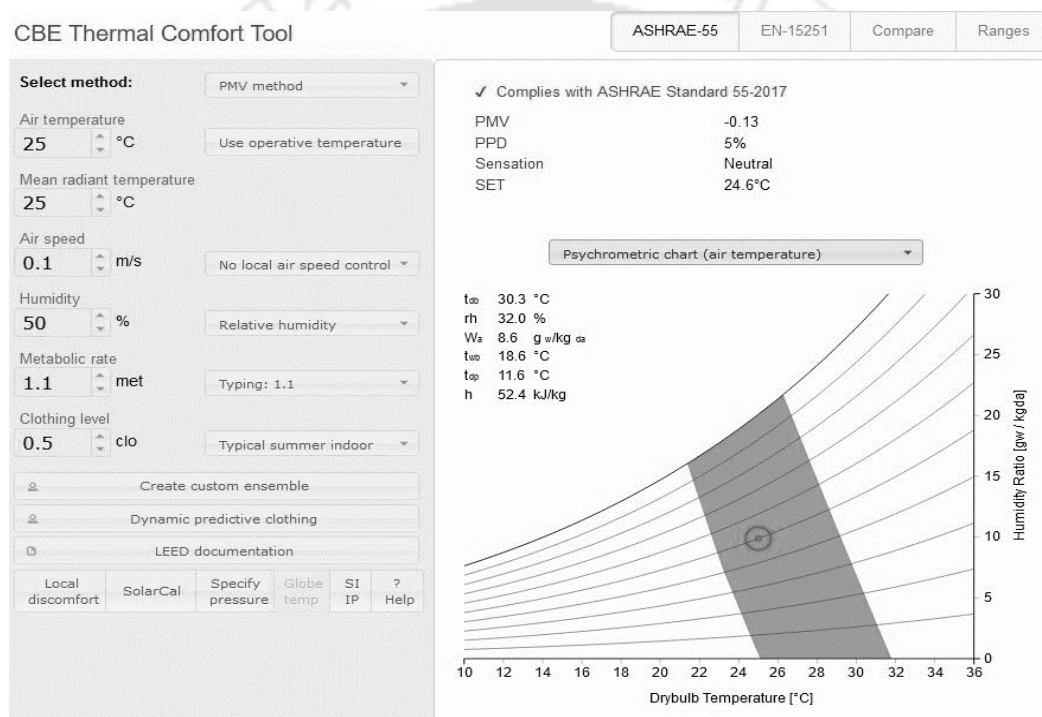 CBE Thermal Comfort Tool
ASHRAE-55 EN-15251 Compare Ranges
Select method: PMV method
Air temperature
25 °C Use operative temperature
Mean radiant temperature
25 °C
Air speed
0.1 m/s No local air speed control
Humidity
50 % Relative humidity
Metabolic rate
1.1 met Typing: 1.1
Clothing level
0.5 clo Typical summer indoor
Create custom ensemble
Dynamic predictive clothing
LEED documentation
Local discomfort
SolarCal
Specify pressure
Globe temp
SI IP
? Help
✓ Complies with ASHRAE Standard 55-2017
PMV -0.13
PPD 5%
Sensation Neutral
SET 24.6°C
Psychrometric chart (air temperature)
tdb 30.3 °C
rh 32.0 %
Wa 8.6 g w/kg da
twb 18.6 °C
tdp 11.6 °C
h 52.4 kJ/kg
30
25
20
15
10
5
0
Humidity Ratio [gw / kgda]
10 12 14 16 18 20 22 24 26 28 30 32 34 36
Drybulb Temperature [°C]